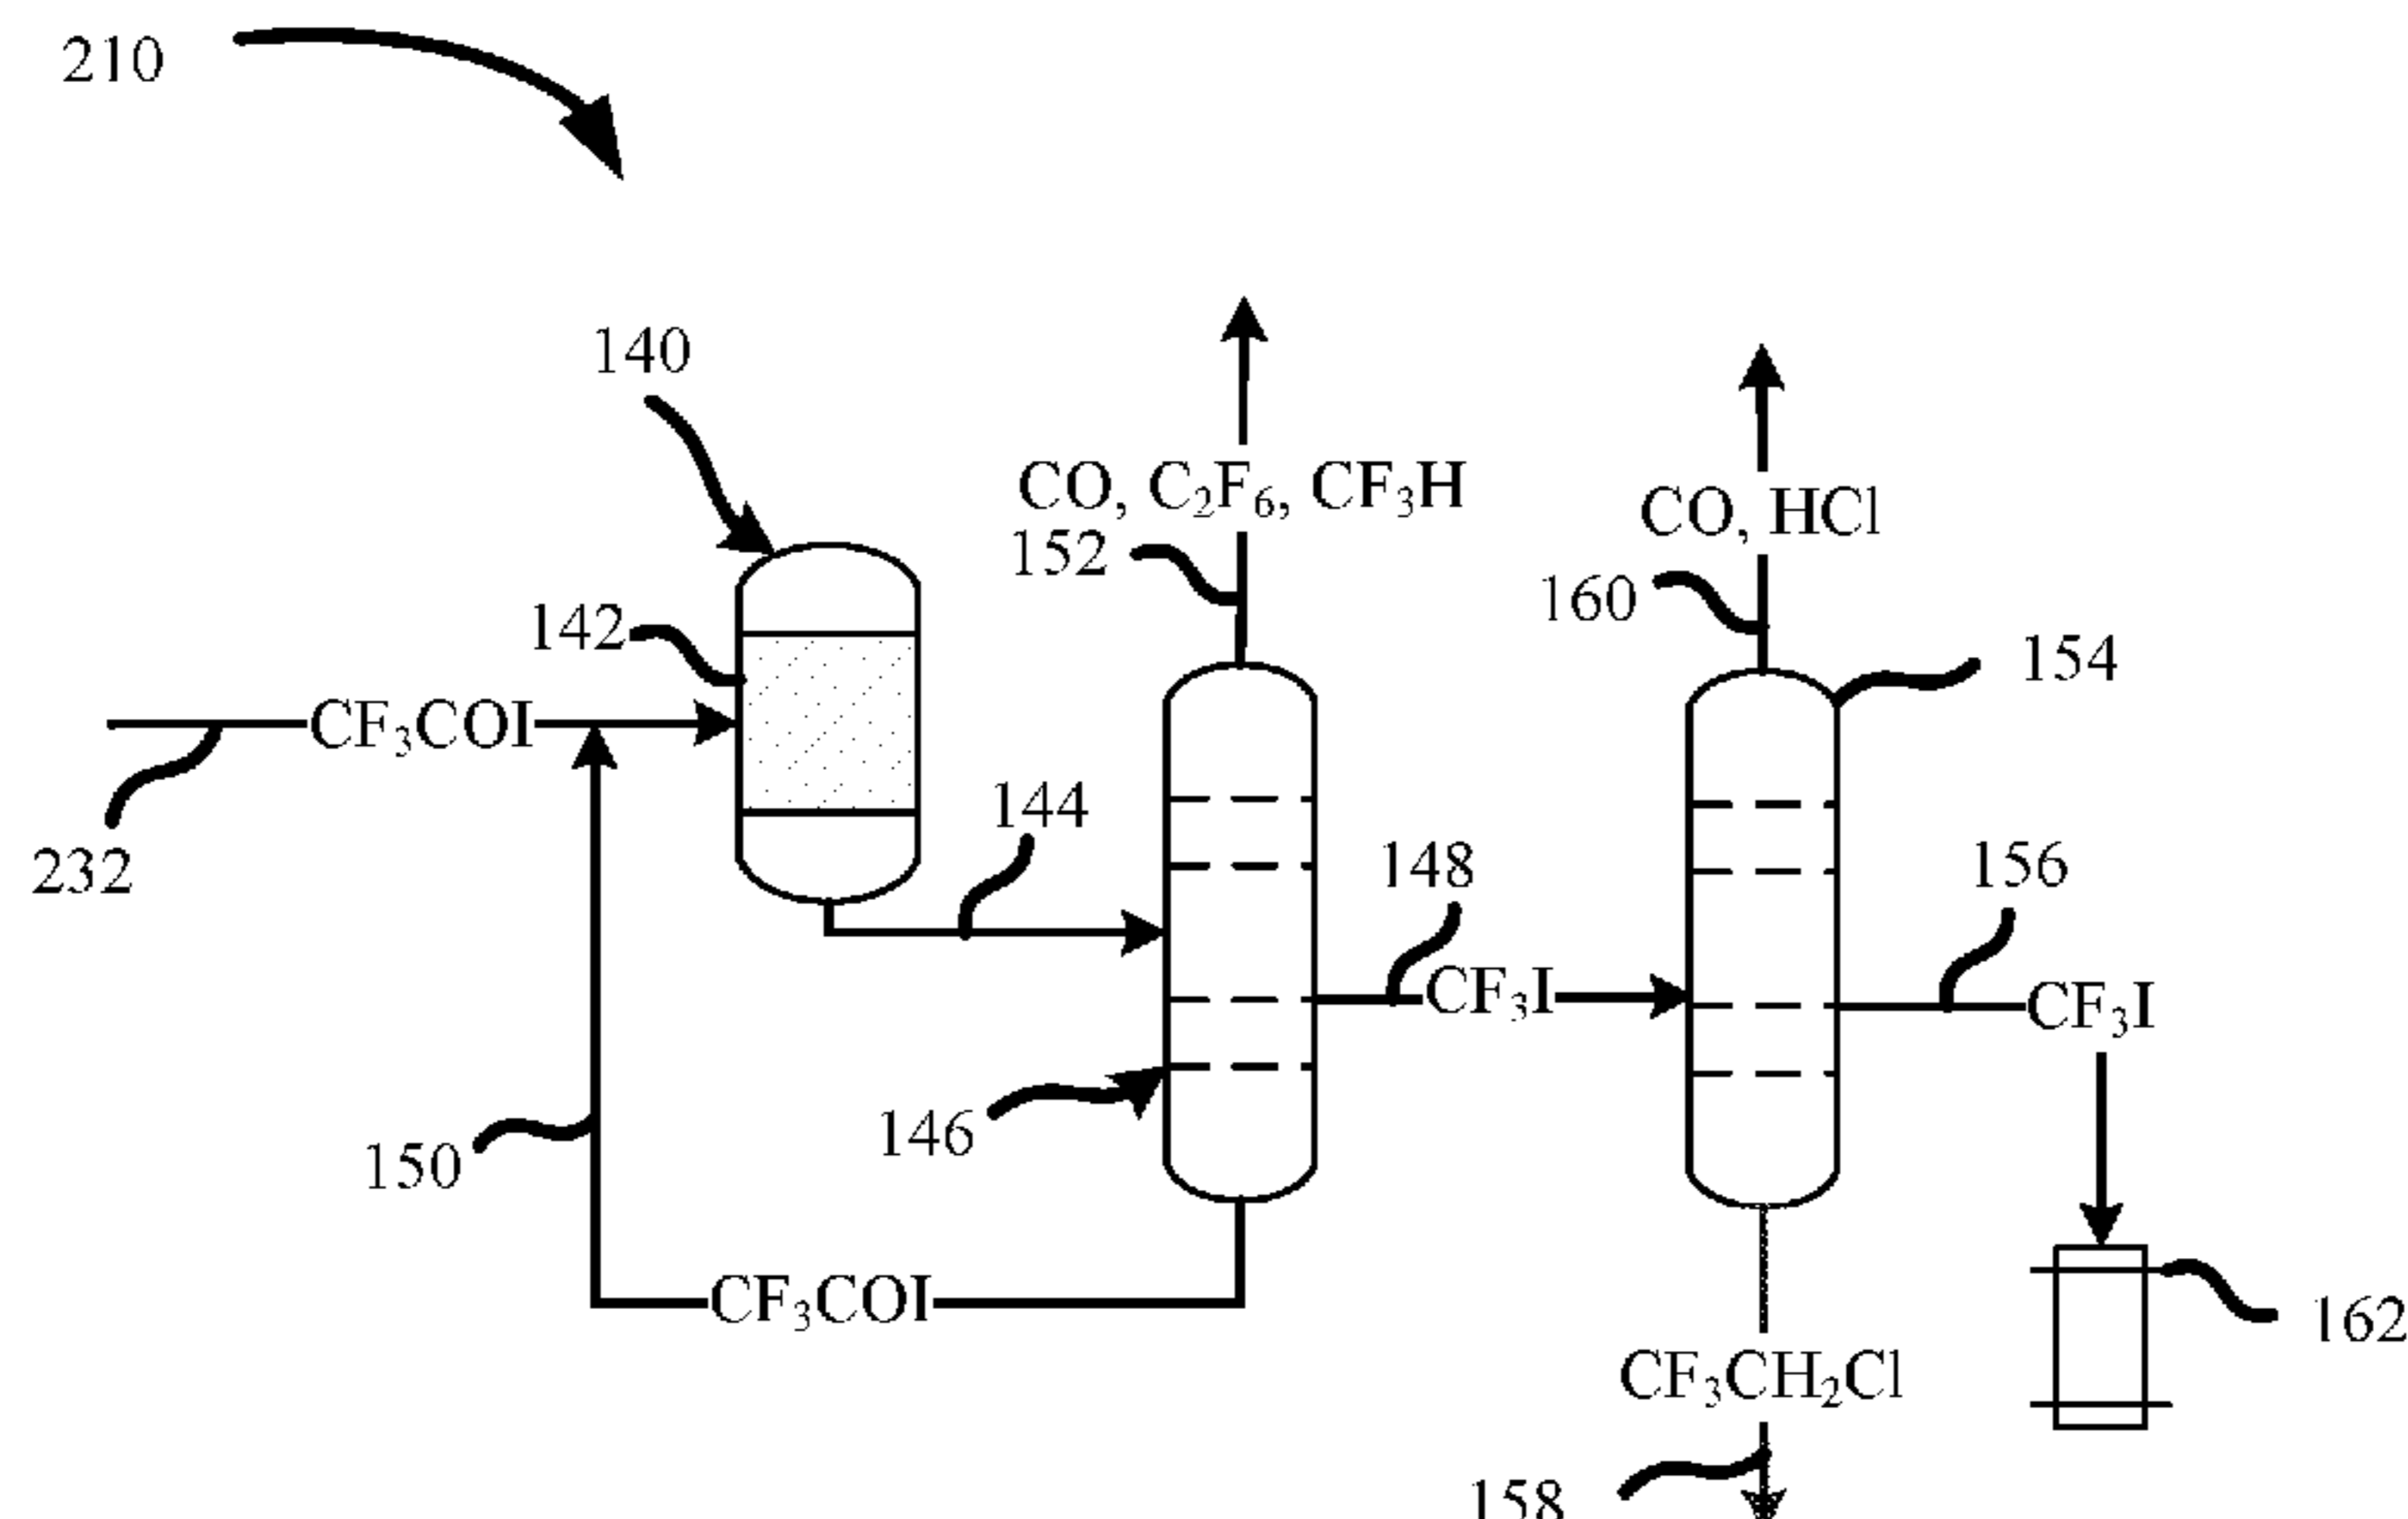 210
140
CO, C₂F₆, CF₃H
152
CO, HCl
160
142
154
CF₃COI
232
144
148
156
CF₃I
CF₃I
146
150
CF₃COI
162
CF₃CH₂Cl
158